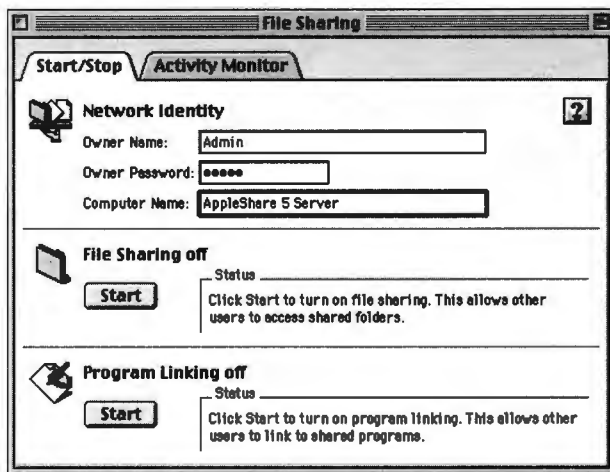 File Sharing
Start/Stop
Activity Monitor
Network Identity
?
Owner Name: Admin
Owner Password: •••••
Computer Name: AppleShare 5 Server
File Sharing off
Start
Status
Click Start to turn on file sharing. This allows other
users to access shared folders.
Program Linking off
Start
Status
Click Start to turn on program linking. This allows other
users to link to shared programs.